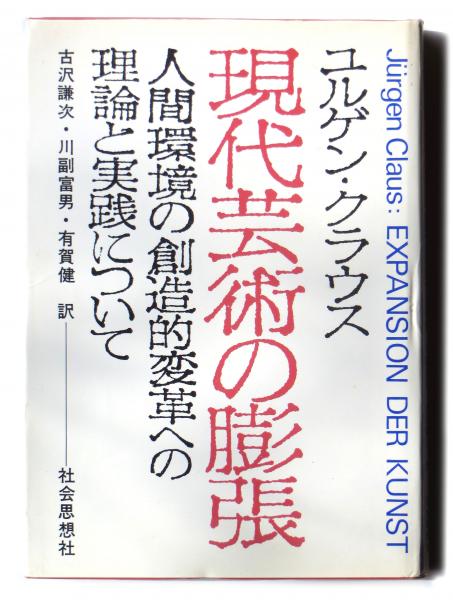 Jürgen Claus: EXPANSION DER KUNST
ユルゲン・クラウス
現代芸術の膨張
人間環境の創造的変革への
理論と実践について
古沢謙次・川副富男・有賀健 訳──社会思想社